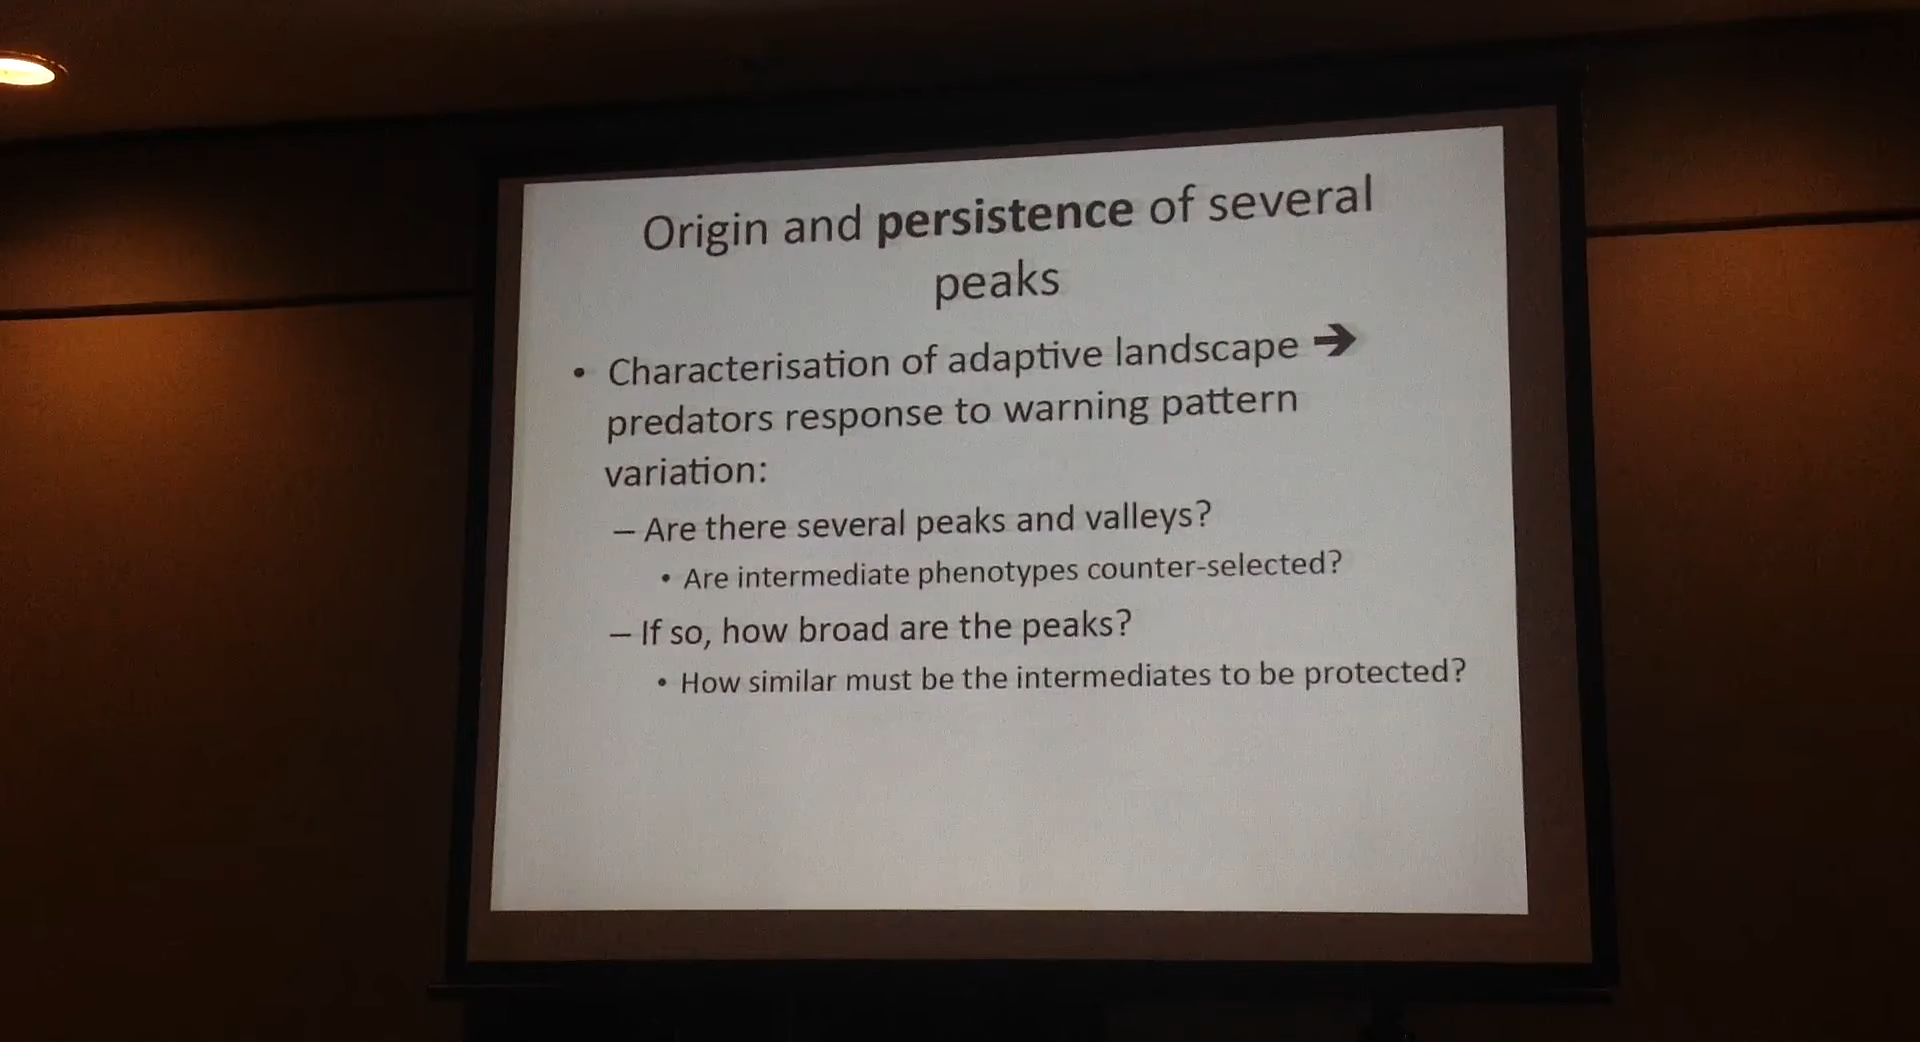 Origin and persistence of several
peaks
• Characterisation of adaptive landscape ➔
predators response to warning pattern
variation:
– Are there several peaks and valleys?
• Are intermediate phenotypes counter-selected?
– If so, how broad are the peaks?
• How similar must be the intermediates to be protected?